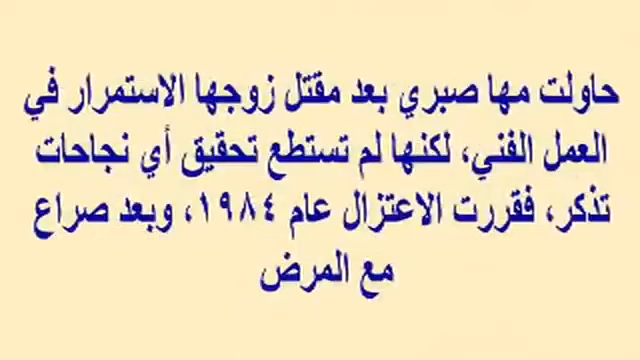 حاولت مها صبري بعد مقتل زوجها الاستمرار في
العمل الفني، لكنها لم تستطع تحقيق أي نجاحات
تذكر، فقررت الاعتزال عام ١٩٨٤، وبعد صراع
مع المرض